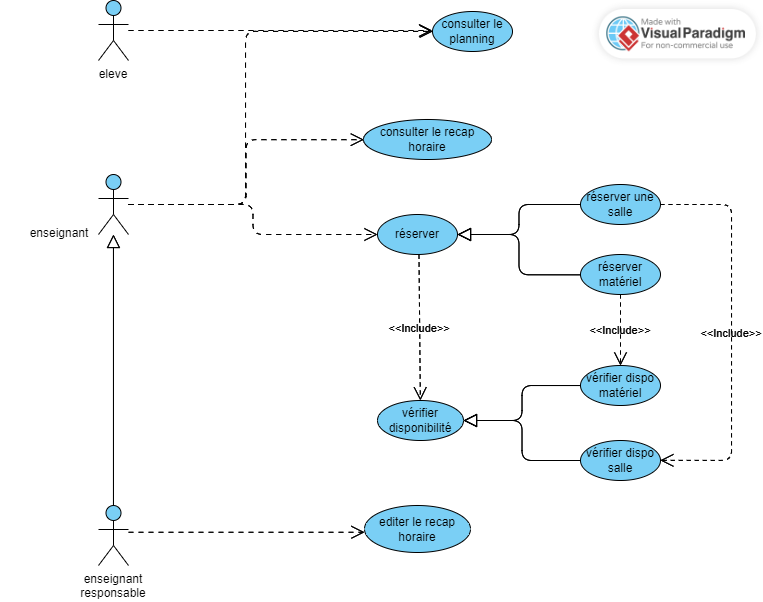 consulter le
planning
Made with
VisualParadigm
For non-commercial use
eleve
consulter le recap
horaire
enseignant
réserver
réserver une
salle
réserver
matériel
<<Include>>
<<Include>>
<<Include>>
vérifier
disponibilité
vérifier dispo
matériel
vérifier dispo
salle
editer le recap
horaire
enseignant
responsable